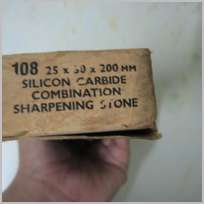 108 25 x 50 x 200 MM
SILICON CARBIDE
COMBINATION
SHARPENING STONE